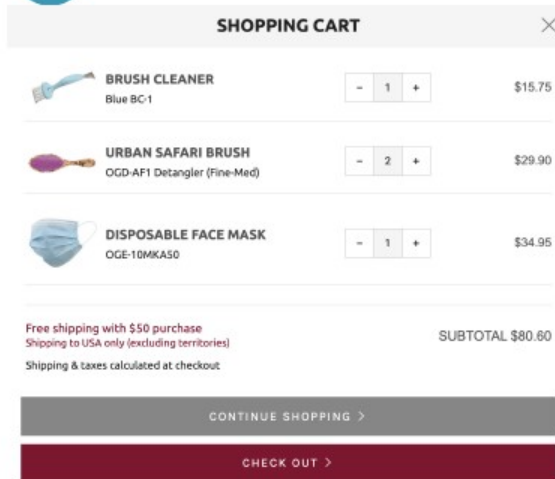 SHOPPING CART
BRUSH CLEANER
Blue BC-1
- 1 +
$15.75
URBAN SAFARI BRUSH
OGD-AF1 Detangler (Fine-Med)
- 2 +
$29.90
DISPOSABLE FACE MASK
OGE-10MKA50
- 1 +
$34.95
Free shipping with $50 purchase
Shipping to USA only (excluding territories)
Shipping & taxes calculated at checkout
SUBTOTAL $80.60
CONTINUE SHOPPING >
CHECK OUT >